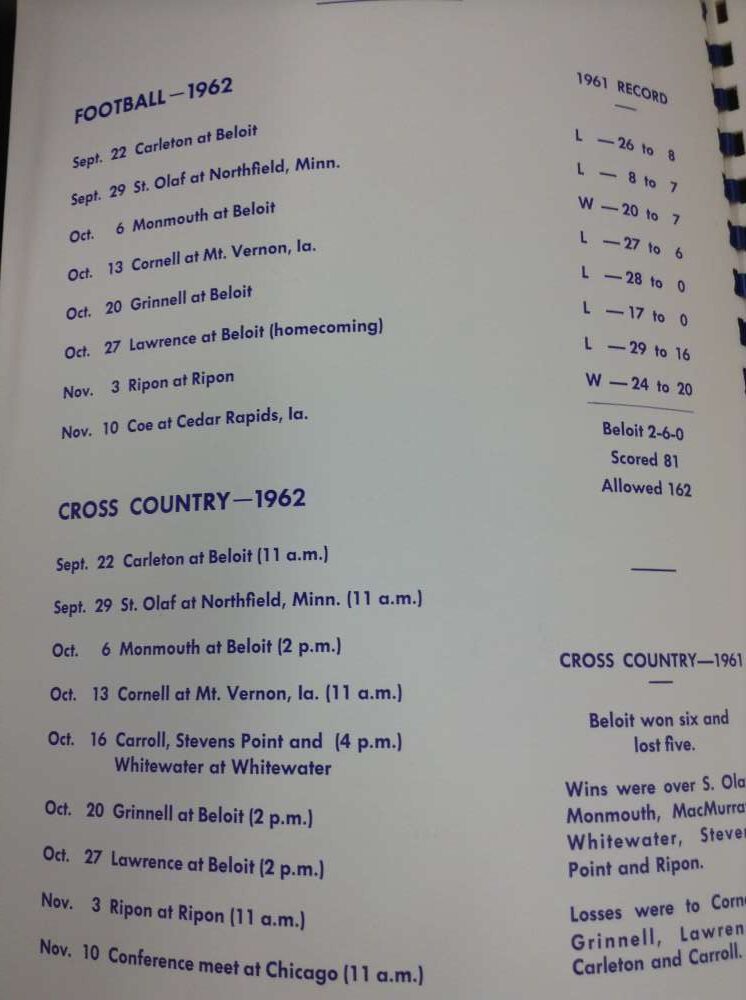 FOOTBALL—1962
Sept. 22 Carleton at Beloit
Sept. 29 St. Olaf at Northfield, Minn.
Oct. 6 Monmouth at Beloit
Oct. 13 Cornell at Mt. Vernon, Ia.
Oct. 20 Grinnell at Beloit
Oct. 27 Lawrence at Beloit (homecoming)
Nov. 3 Ripon at Ripon
Nov. 10 Coe at Cedar Rapids, Ia.
1961 RECORD
L — 26 to 8
L — 8 to 7
W — 20 to 7
L — 27 to 6
L — 28 to 0
L — 17 to 0
L — 29 to 16
W — 24 to 20
Beloit 2-6-0
Scored 81
Allowed 162
CROSS COUNTRY—1962
Sept. 22 Carleton at Beloit (11 a.m.)
Sept. 29 St. Olaf at Northfield, Minn. (11 a.m.)
Oct. 6 Monmouth at Beloit (2 p.m.)
Oct. 13 Cornell at Mt. Vernon, Ia. (11 a.m.)
Oct. 16 Carroll, Stevens Point and (4 p.m.)
Whitewater at Whitewater
Oct. 20 Grinnell at Beloit (2 p.m.)
Oct. 27 Lawrence at Beloit (2 p.m.)
Nov. 3 Ripon at Ripon (11 a.m.)
Nov. 10 Conference meet at Chicago (11 a.m.)
CROSS COUNTRY—1961
Beloit won six and
lost five.
Wins were over S. Ola
Monmouth, MacMurra
Whitewater, Steve
Point and Ripon.
Losses were to Corn
Grinnell, Lawren
Carleton and Carroll.